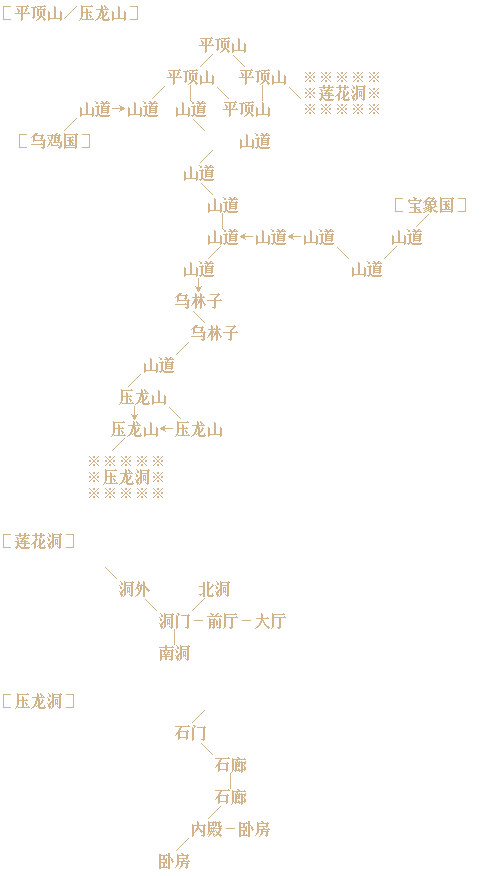 ［平顶山／压龙山］
平顶山
平顶山 平顶山 ※※※※※
※莲花洞※
山道→山道 山道 平顶山 ※※※※※
［乌鸡国］ 山道
山道
山道 ［宝象国］
山道←山道←山道 山道
山道 山道
乌林子
乌林子
山道
压龙山
压龙山←压龙山
※※※※※
※压龙洞※
※※※※※
［莲花洞］
洞外 北洞
洞门－前厅－大厅
南洞
［压龙洞］
石门
石廊
石廊
内殿－卧房
卧房